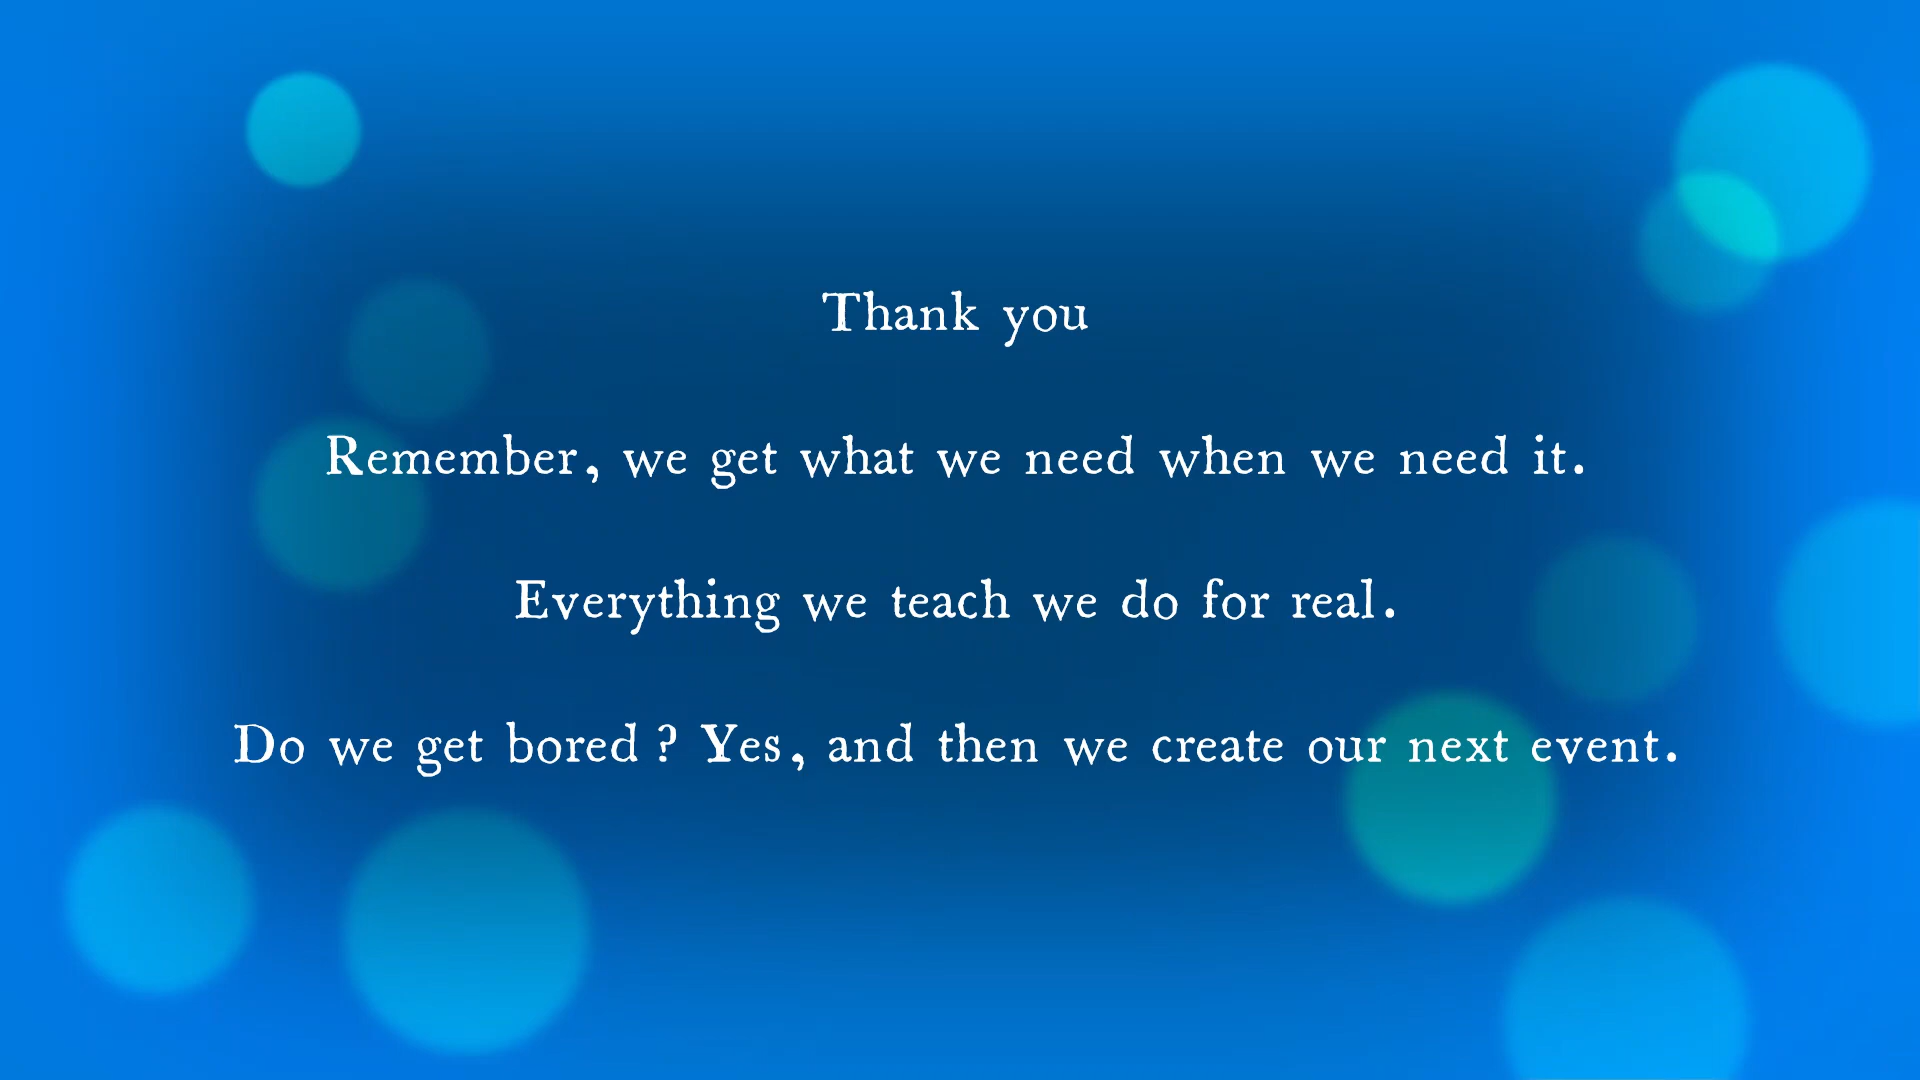 Thank you
Remember, we get what we need when we need it.
Everything we teach we do for real.
Do we get bored ? Yes, and then we create our next event.